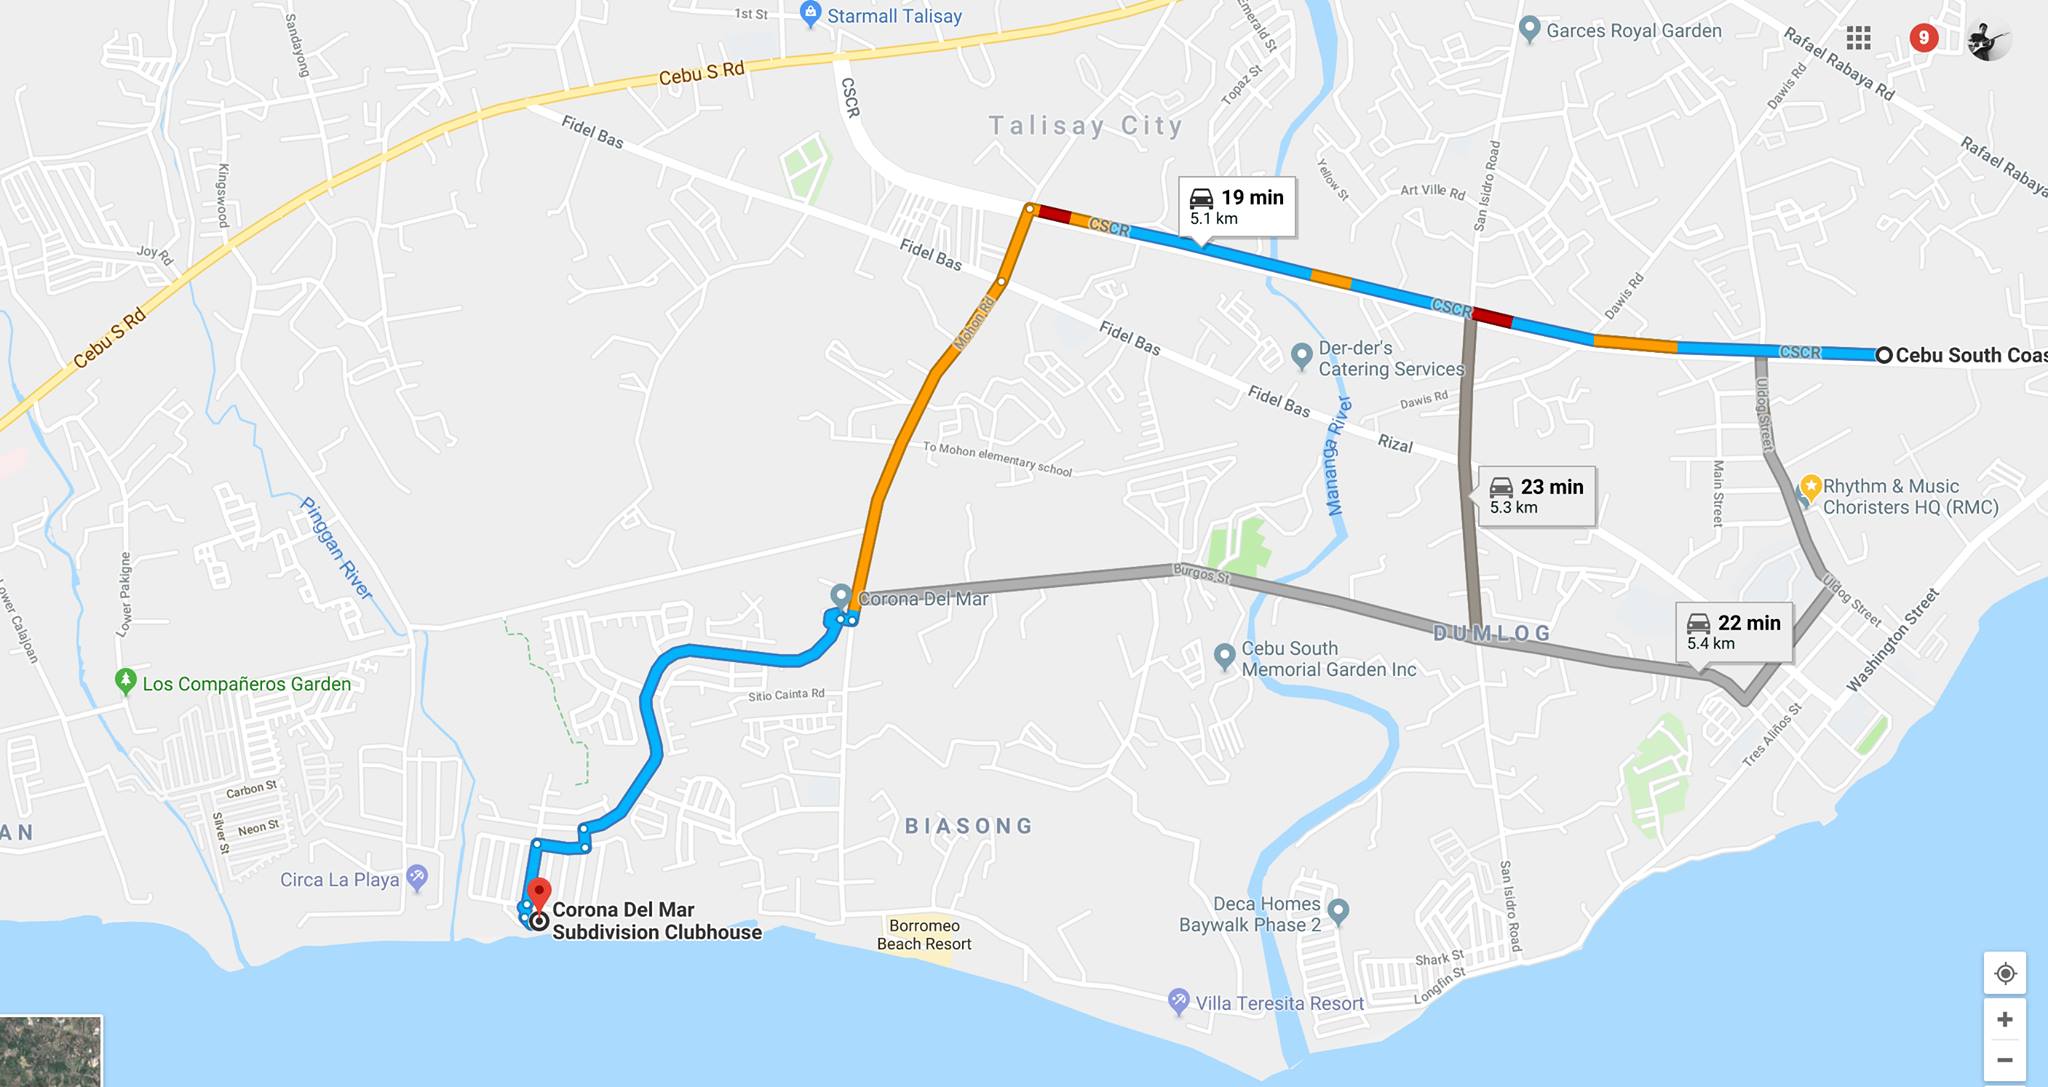 1st St
Starmall Talisay
Sandayong
Cebu S Rd
CSCR
Emerald St
Topaz St
Garces Royal Garden
9
Rafael Rabaya Rd
Dawis Rd
Rafael Rabaya
Fidel Bas
Talisay City
Yellow St
Art Ville Rd
San Isidro Road
Kingswood
Joy Rd
19 min
5.1 km
CSCR
Fidel Bas
Mohon Rd
Cebu S Rd
Fidel Bas
CSCR
Dawis Rd
CSCR
Cebu South Coas
Der-der's
Catering Services
Fidel Bas
Dawis Rd
Rizal
Mananga River
Uldog Street
To Mohon elementary school
Main Street
23 min
5.3 km
Rhythm & Music
Choristers HQ (RMC)
Pinggan River
Lower Pakigne
Lower Calajoan
Burgos St
Corona Del Mar
Uldog Street
22 min
5.4 km
Washington Street
DUMLOG
Cebu South
Memorial Garden Inc
Los Compañeros Garden
Sitio Cainta Rd
Tres Aliños St
Carbon St
Silver St
Neon St
AN
BIASONG
Circa La Playa
Corona Del Mar
Subdivision Clubhouse
Borromeo
Beach Resort
Deca Homes
Baywalk Phase 2
San Isidro Road
Shark St
Longfin St
Villa Teresita Resort
+
−